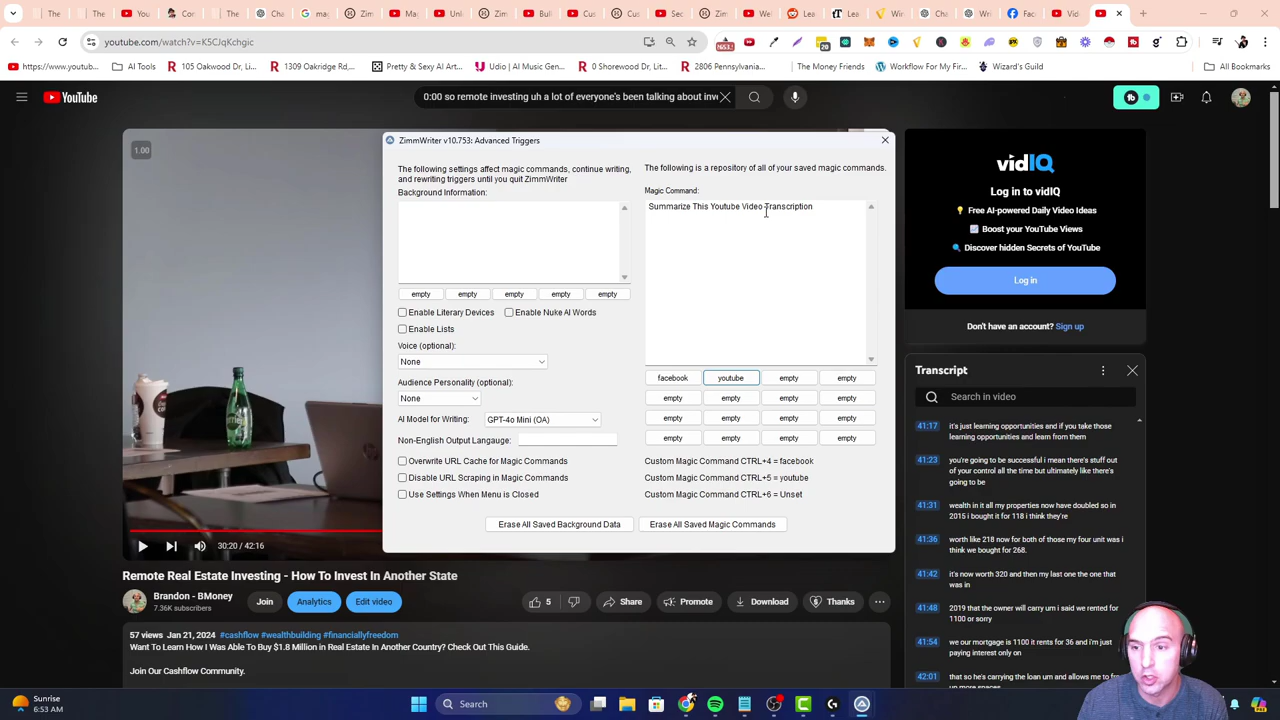 youtube.com/watch?v=K5CJqKchgic
https://www.youtub...
AI Tools
105 Oakwood Dr, Lit...
1309 Oakridge Rd,...
Pretty & Sexy AI Art...
Udio | AI Music Gen...
0 Shorewood Dr, Lit...
2806 Pennsylvania...
The Money Friends
Workflow For My Fr...
Wizard's Guild
All Bookmarks
YouTube
0:00 so remote investing uh a lot of everyone's been talking about inve
1.00
ZimmWriter v10.753: Advanced Triggers
The following settings affect magic commands, continue writing,
and rewriting triggers until you quit ZimmWriter
Background Information:
empty empty empty empty empty
Enable Literary Devices
Enable Nuke AI Words
Enable Lists
Voice (optional):
None
Audience Personality (optional):
None
AI Model for Writing:
GPT-4o Mini (OA)
Non-English Output Langauge:
Overwrite URL Cache for Magic Commands
Disable URL Scraping in Magic Commands
Use Settings When Menu is Closed
Erase All Saved Background Data
The following is a repository of all of your saved magic commands.
Magic Command:
Summarize This Youtube Video Transcription
facebook youtube empty empty
empty empty empty empty
empty empty empty empty
empty empty empty empty
Custom Magic Command CTRL+4 = facebook
Custom Magic Command CTRL+5 = youtube
Custom Magic Command CTRL+6 = Unset
Erase All Saved Magic Commands
vidIQ
Log in to vidIQ
Free AI-powered Daily Video Ideas
Boost your YouTube Views
Discover hidden Secrets of YouTube
Log in
Don't have an account? Sign up
Transcript
Search in video
41:17 it's just learning opportunities and if you take those
learning opportunities and learn from them
41:23 you're going to be successful i mean there's stuff out
of your control all the time but ultimately like there's
going to be
41:31 wealth in it all my properties now have doubled so in
2015 i bought it for 118 i think they're
41:36 worth like 218 now for both of those my four unit was i
think we bought for 268.
41:42 it's now worth 320 and then my last one the one that
was in
41:48 2019 that the owner will carry um i said we rented for
1100 or sorry
41:54 we our mortgage is 1100 it rents for 36 and i'm just
paying interest only on
42:01 that so he's carrying the loan um and allows me to fr
30:20 / 42:16
Remote Real Estate Investing - How To Invest In Another State
Brandon - BMoney
7.36K subscribers
Join
Analytics
Edit video
5
Share
Promote
Download
Thanks
57 views Jan 21, 2024 #cashflow #wealthbuilding #financiallyfreedom
Want To Learn How I Was Able To Buy $1.8 Million in Real Estate In Another Country? Check Out This Guide.
Join Our Cashflow Community.
Sunrise
6:53 AM
Search